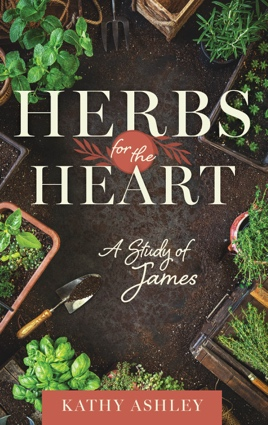 HERBS
for the
HEART
A Study of
James
KATHY ASHLEY